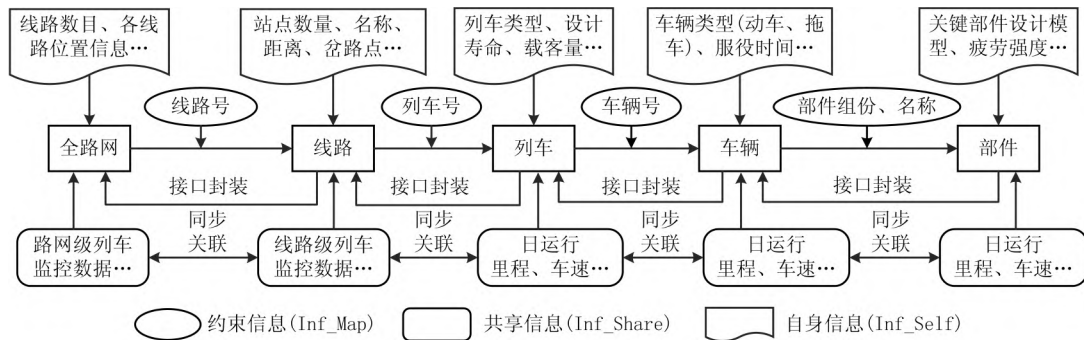 线路数目、各线
路位置信息…
站点数量、名称、
距离、岔路点…
列车类型、设计
寿命、载客量…
车辆类型(动车、拖
车)、服役时间…
关键部件设计模
型、疲劳强度…
线路号
列车号
车辆号
部件组份、名称
全路网
线路
列车
车辆
部件
接口封装
接口封装
接口封装
接口封装
同步
关联
同步
关联
同步
关联
同步
关联
路网级列车
监控数据…
线路级列车
监控数据…
日运行
里程、车速…
日运行
里程、车速…
日运行
里程、车速…
约束信息(Inf_Map)
共享信息(Inf_Share)
自身信息(Inf_Self)